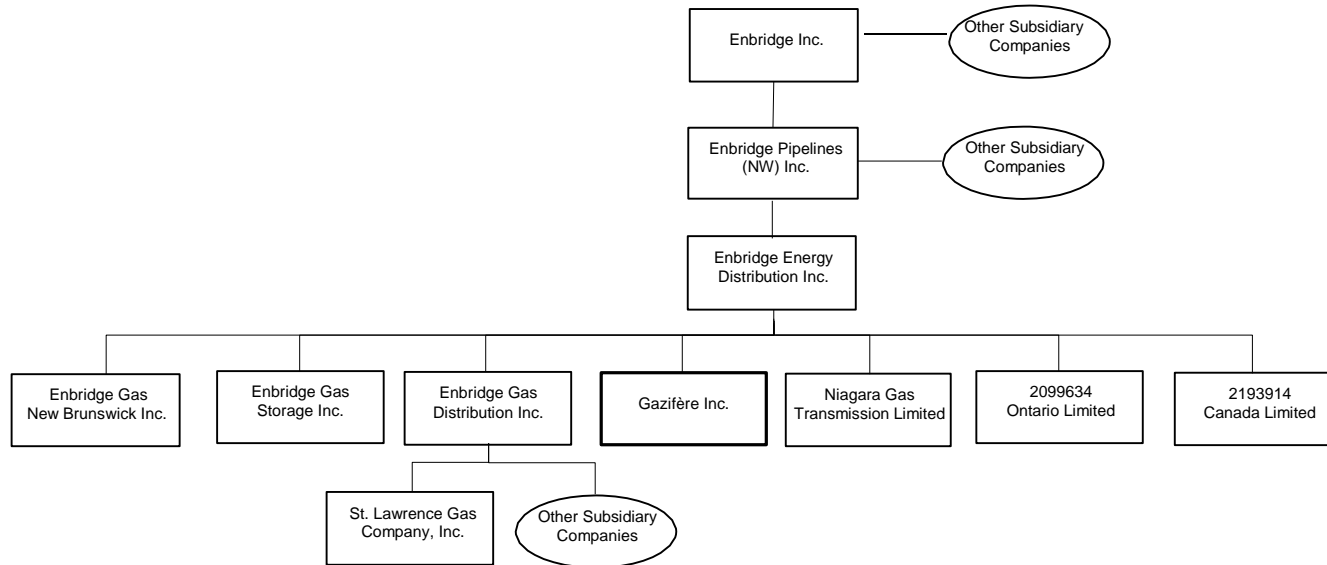 Enbridge Inc.
Other Subsidiary
Companies
Enbridge Pipelines
(NW) Inc.
Other Subsidiary
Companies
Enbridge Energy
Distribution Inc.
Enbridge Gas
New Brunswick Inc.
Enbridge Gas
Storage Inc.
Enbridge Gas
Distribution Inc.
Gazifère Inc.
Niagara Gas
Transmission Limited
2099634
Ontario Limited
2193914
Canada Limited
St. Lawrence Gas
Company, Inc.
Other Subsidiary
Companies